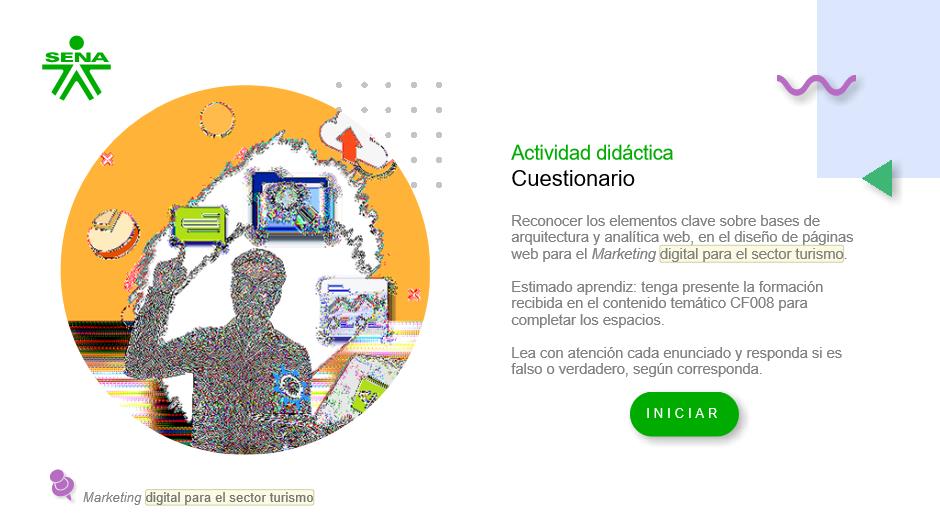 SENA
Actividad didáctica
Cuestionario
Reconocer los elementos clave sobre bases de
arquitectura y analítica web, en el diseño de páginas
web para el Marketing digital para el sector turismo.
Estimado aprendiz: tenga presente la formación
recibida en el contenido temático CF008 para
completar los espacios.
Lea con atención cada enunciado y responda si es
falso o verdadero, según corresponda.
INICIAR
Marketing digital para el sector turismo